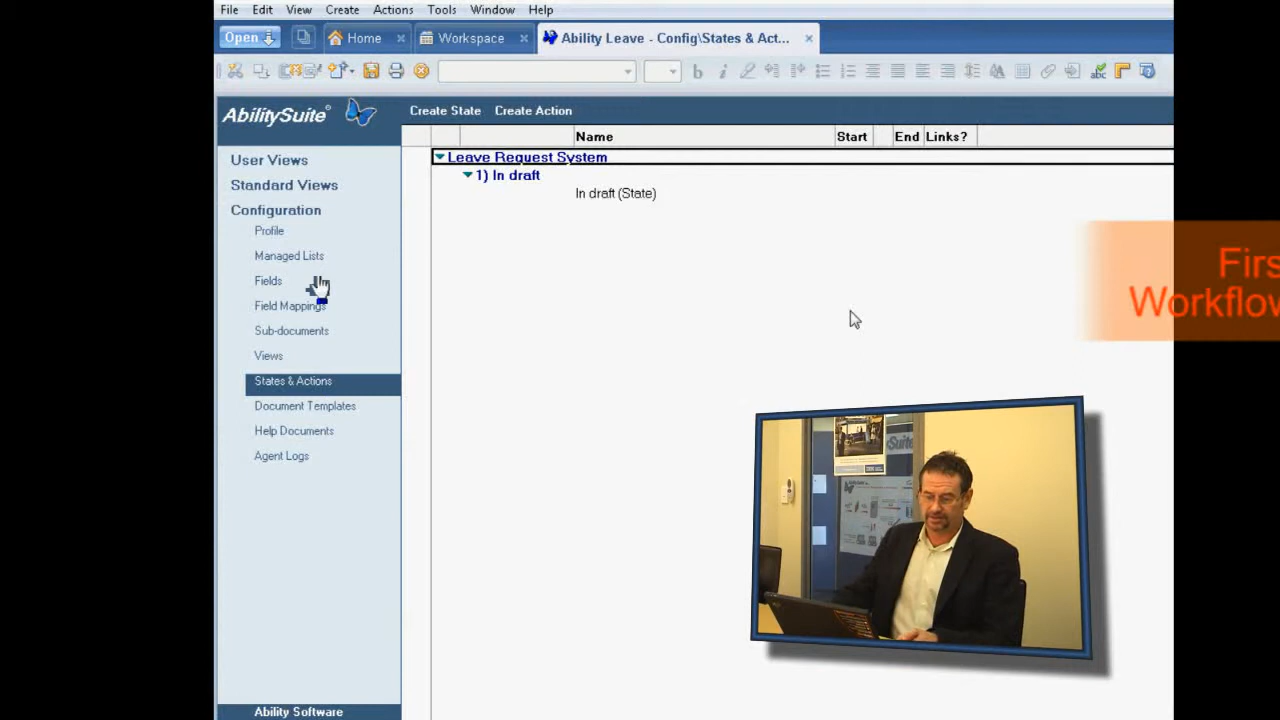 File Edit View Create Actions Tools Window Help
Open Home Workspace Ability Leave - Config\States & Act...
AbilitySuite® Create State Create Action
Name Start End Links?
User Views
Leave Request System
Standard Views
1) In draft
Configuration
In draft (State)
Profile
Managed Lists
Fields
Field Mappings
Sub-documents
Views
States & Actions
Document Templates
Help Documents
Agent Logs
Ability Software
Firs
Workflow